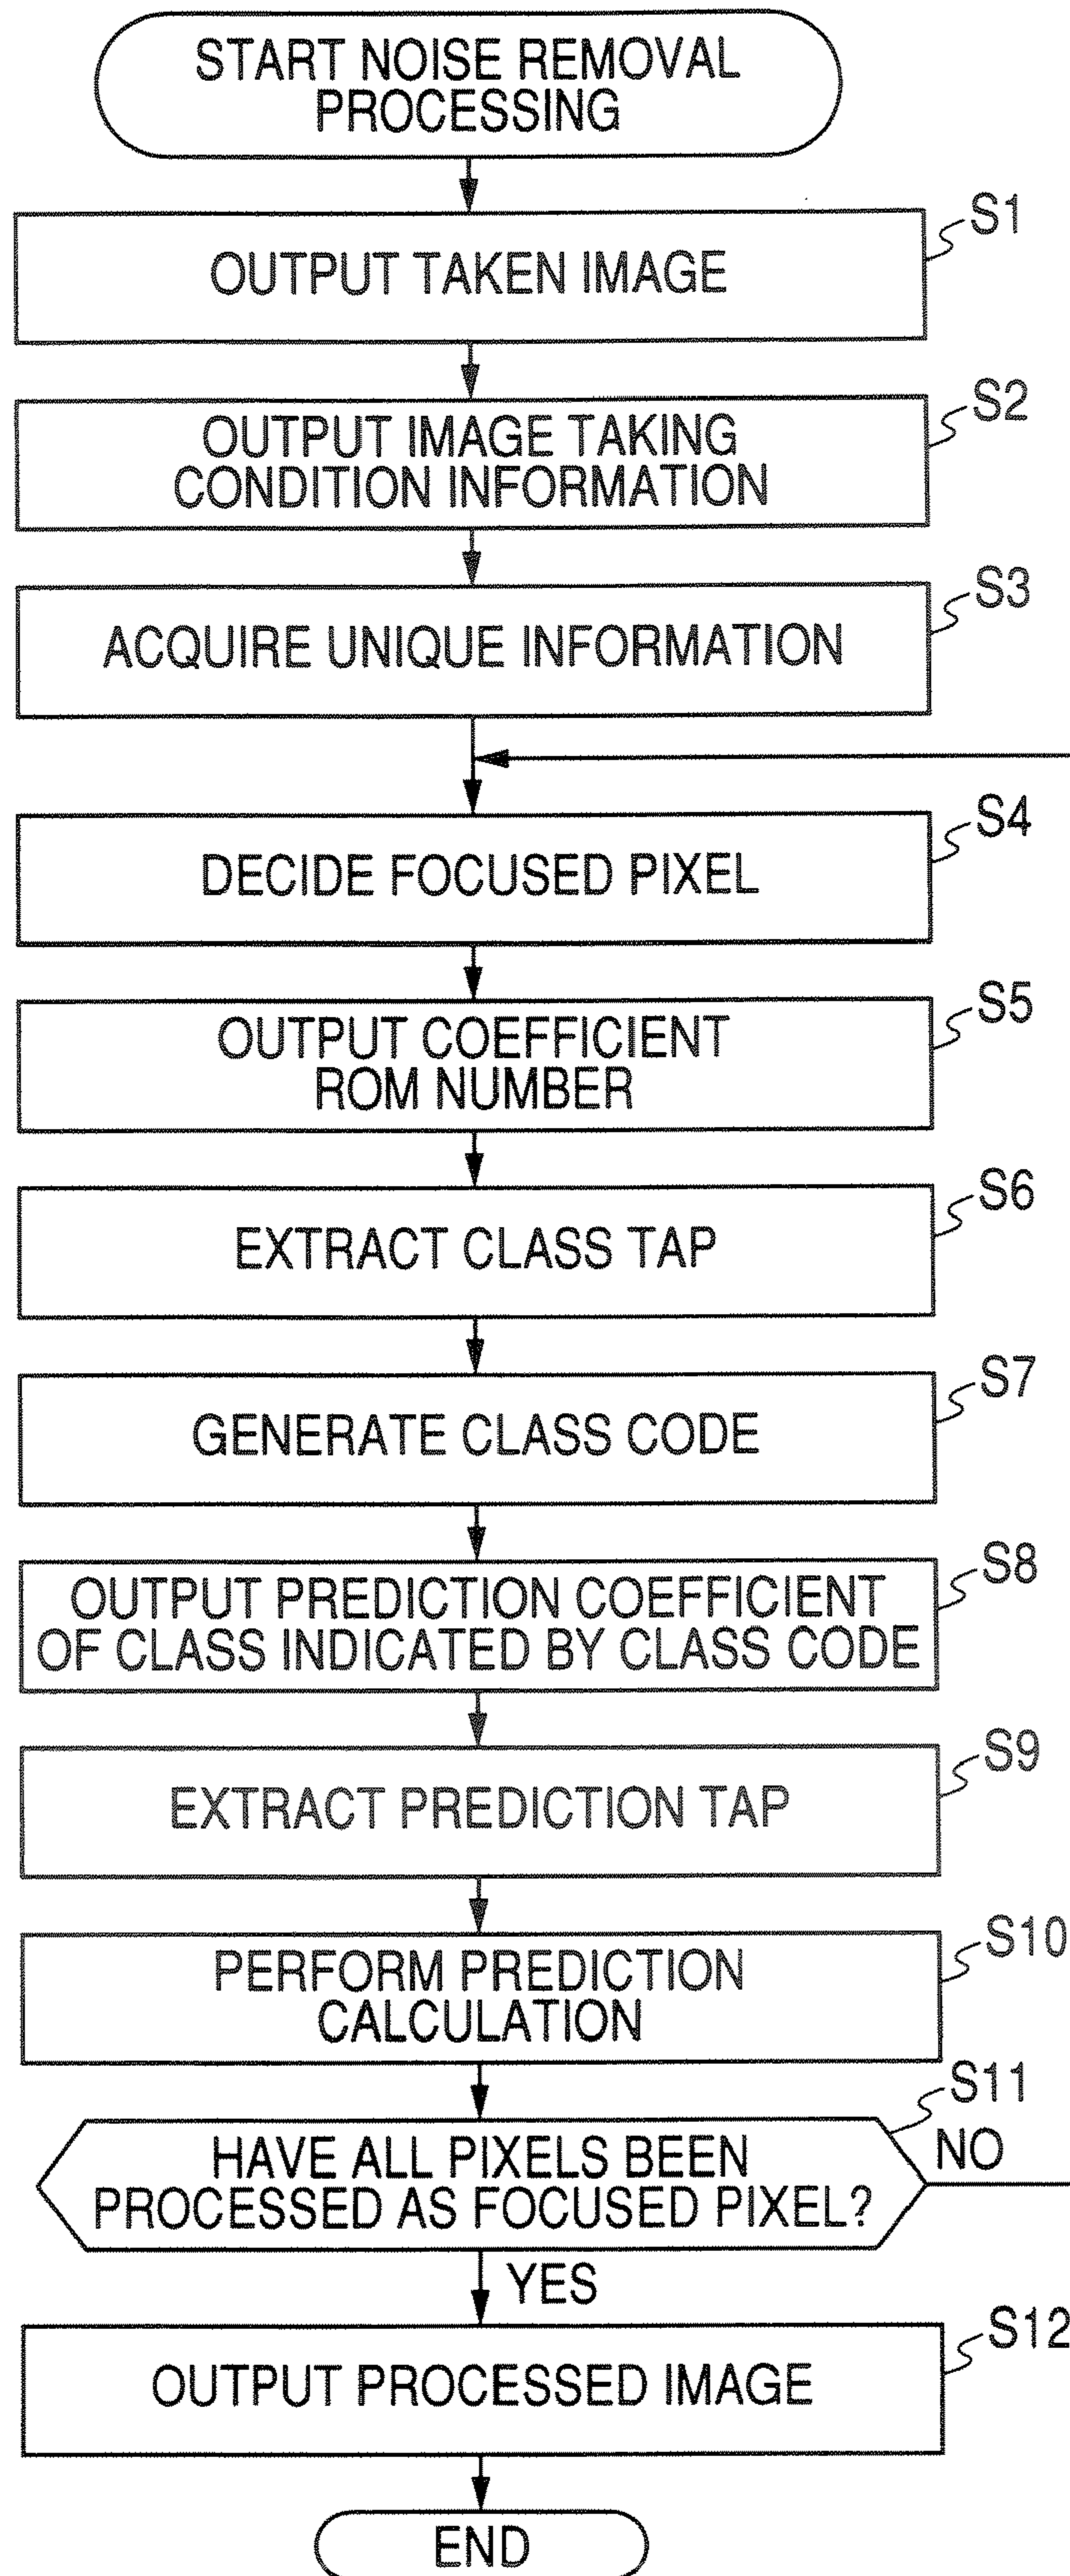 START NOISE REMOVAL
PROCESSING
S1
OUTPUT TAKEN IMAGE
S2
OUTPUT IMAGE TAKING
CONDITION INFORMATION
S3
ACQUIRE UNIQUE INFORMATION
S4
DECIDE FOCUSED PIXEL
S5
OUTPUT COEFFICIENT
ROM NUMBER
S6
EXTRACT CLASS TAP
S7
GENERATE CLASS CODE
S8
OUTPUT PREDICTION COEFFICIENT
OF CLASS INDICATED BY CLASS CODE
S9
EXTRACT PREDICTION TAP
S10
PERFORM PREDICTION
CALCULATION
S11
HAVE ALL PIXELS BEEN
PROCESSED AS FOCUSED PIXEL?
NO
YES
S12
OUTPUT PROCESSED IMAGE
END